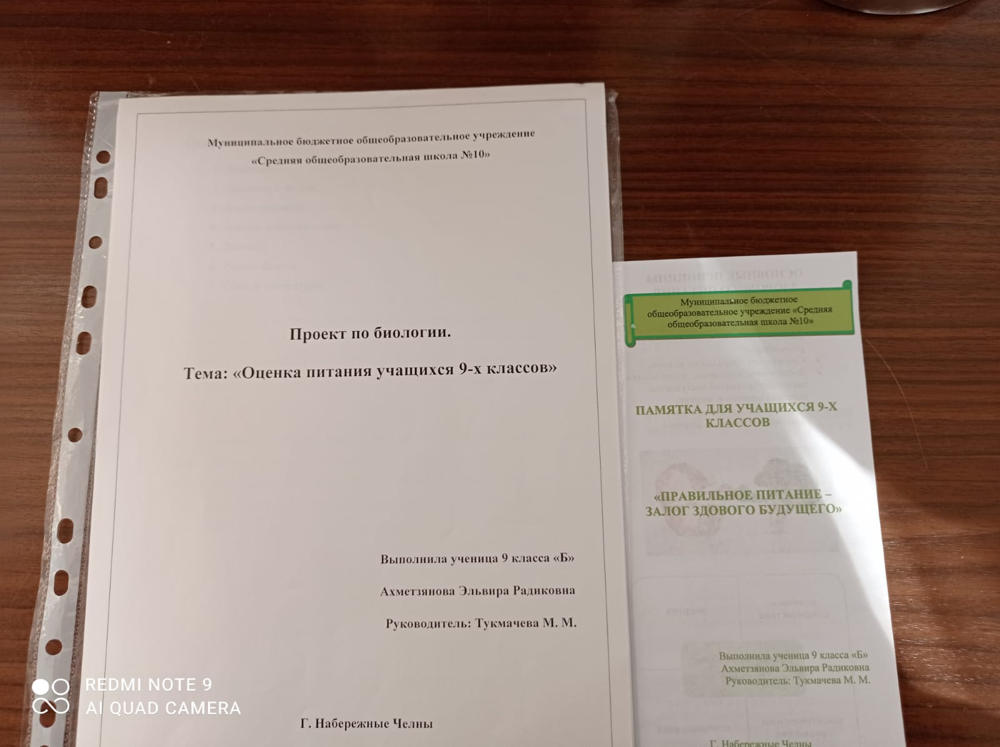 Муниципальное бюджетное общеобразовательное учреждение
«Средняя общеобразовательная школа №10»
Проект по биологии.
Тема: «Оценка питания учащихся 9-х классов»
Выполнила ученица 9 класса «Б»
Ахметзянова Эльвира Радиковна
Руководитель: Тукмачева М. М.
Г. Набережные Челны
Муниципальное бюджетное
общеобразовательное учреждение «Средняя
общеобразовательная школа №10»
ПАМЯТКА ДЛЯ УЧАЩИХСЯ 9-Х
КЛАССОВ
«ПРАВИЛЬНОЕ ПИТАНИЕ –
ЗАЛОГ ЗДОВОГО БУДУЩЕГО»
Выполнила ученица 9 класса «Б»
Ахметзянова Эльвира Радиковна
Руководитель: Тукмачева М. М.
Г. Набережные Челны
REDMI NOTE 9
AI QUAD CAMERA